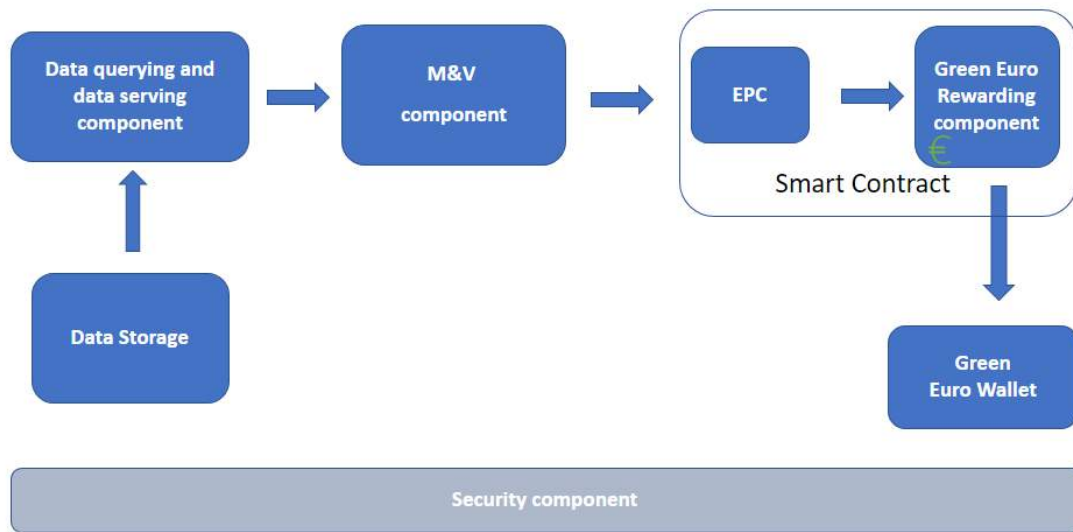 Data querying and
data serving
component
M&V
component
EPC
Green Euro
Rewarding
component
€
Smart Contract
Data Storage
Green
Euro Wallet
Security component